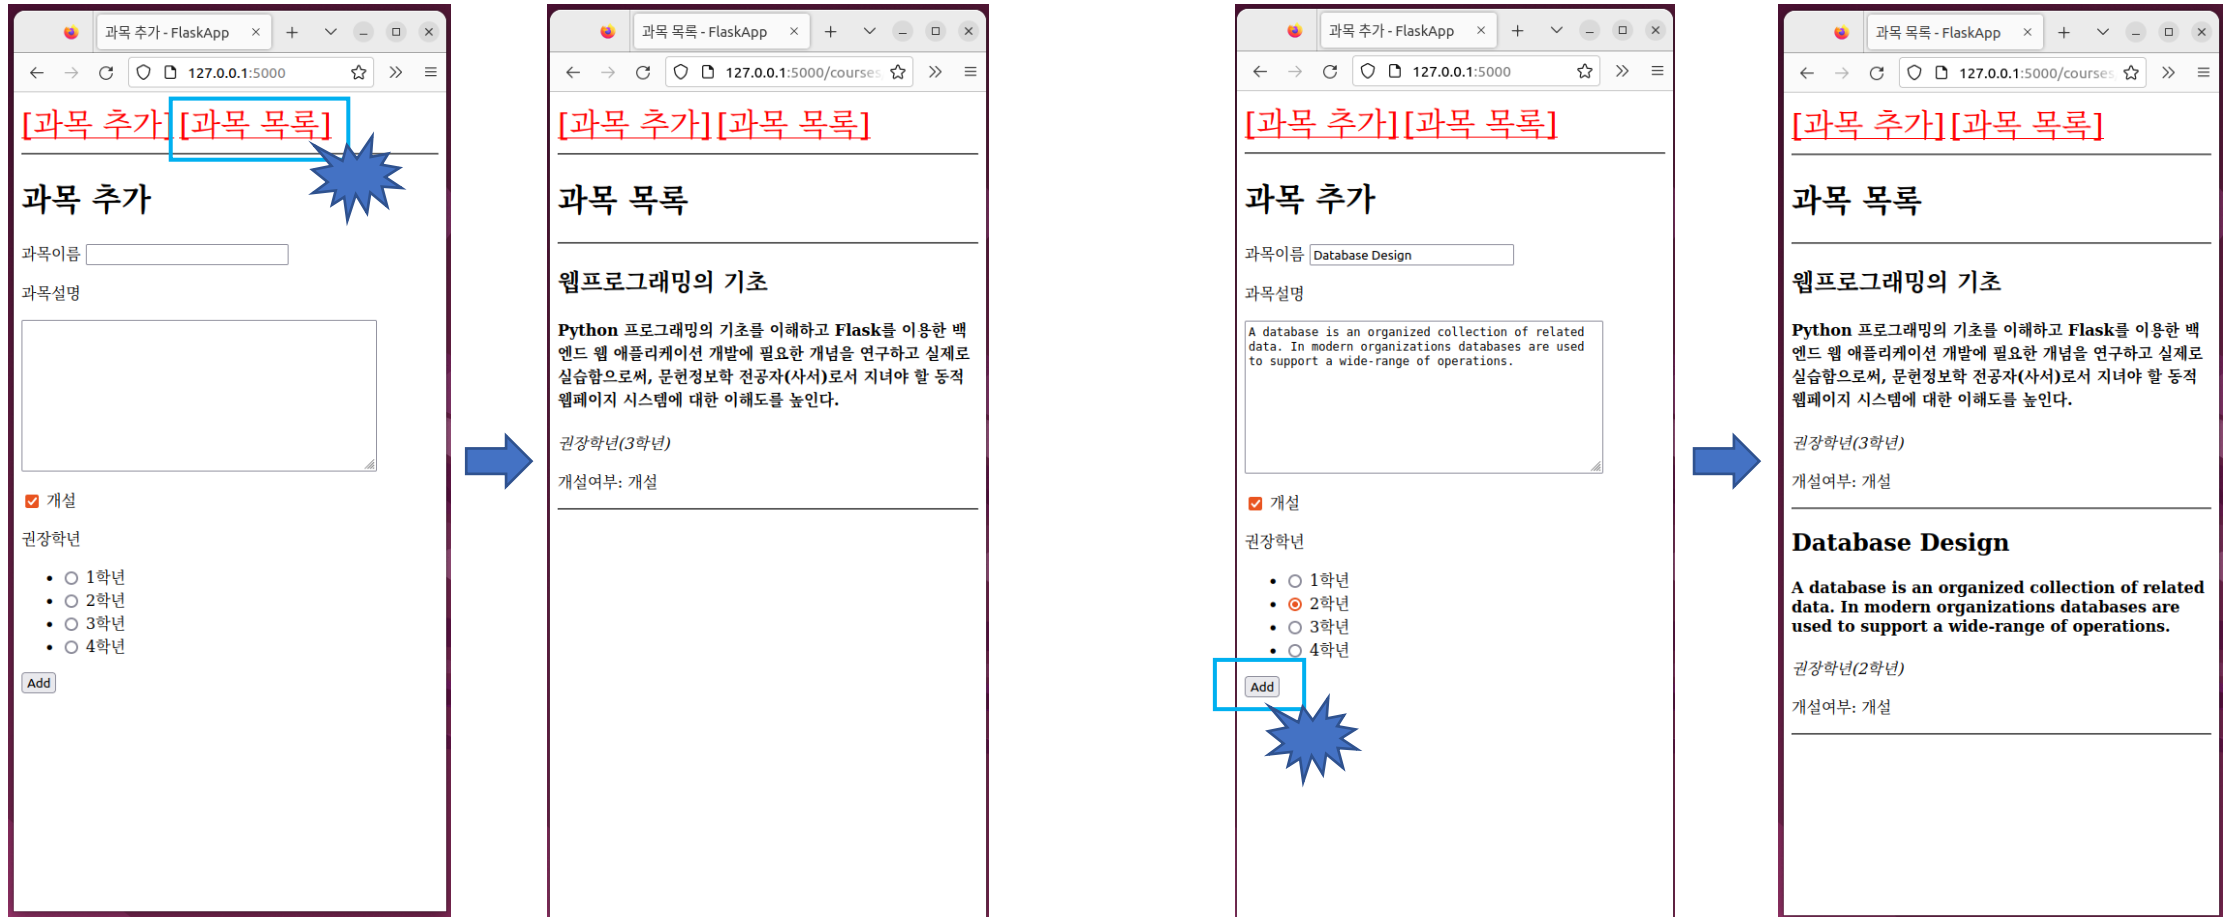 과목 추가 - FlaskApp
127.0.0.1:5000
[과목 추가] [과목 목록]
과목 추가
과목이름
과목설명
개설
권장학년
1학년
2학년
3학년
4학년
Add
과목 목록 - FlaskApp
127.0.0.1:5000/courses
[과목 추가] [과목 목록]
과목 목록
웹프로그래밍의 기초
Python 프로그래밍의 기초를 이해하고 Flask를 이용한 백
엔드 웹 애플리케이션 개발에 필요한 개념을 연구하고 실제로
실습함으로써, 문헌정보학 전공자(사서)로서 지녀야 할 동적
웹페이지 시스템에 대한 이해도를 높인다.
권장학년(3학년)
개설여부: 개설
과목 추가 - FlaskApp
127.0.0.1:5000
[과목 추가] [과목 목록]
과목 추가
과목이름 Database Design
과목설명
A database is an organized collection of related
data. In modern organizations databases are used
to support a wide-range of operations.
개설
권장학년
1학년
2학년
3학년
4학년
Add
과목 목록 - FlaskApp
127.0.0.1:5000/courses
[과목 추가] [과목 목록]
과목 목록
웹프로그래밍의 기초
Python 프로그래밍의 기초를 이해하고 Flask를 이용한 백
엔드 웹 애플리케이션 개발에 필요한 개념을 연구하고 실제로
실습함으로써, 문헌정보학 전공자(사서)로서 지녀야 할 동적
웹페이지 시스템에 대한 이해도를 높인다.
권장학년(3학년)
개설여부: 개설
Database Design
A database is an organized collection of related
data. In modern organizations databases are
used to support a wide-range of operations.
권장학년(2학년)
개설여부: 개설